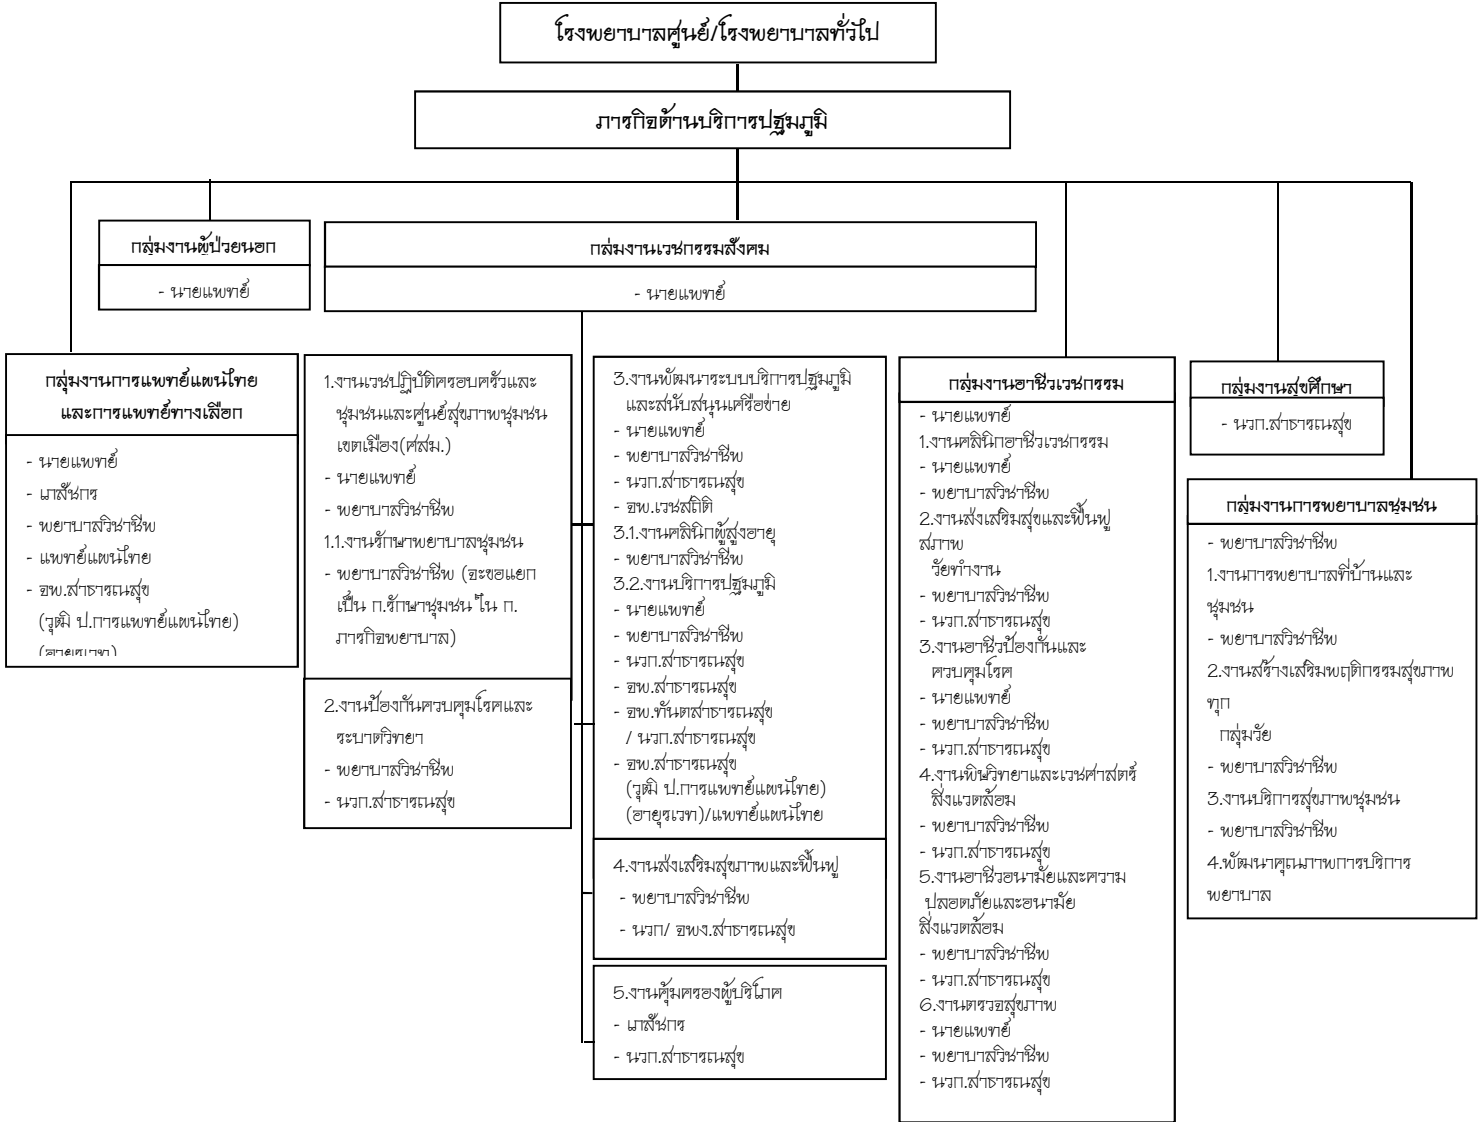 โรงพยาบาลศูนย์/โรงพยาบาลทั่วไป
ภารกิจด้านบริการปฐมภูมิ
กลุ่มงานผู้ป่วยนอก
- นายแพทย์
กลุ่มงานเวชกรรมสังคม
- นายแพทย์
กลุ่มงานการแพทย์แผนไทย
และการแพทย์ทางเลือก
- นายแพทย์
- เภสัชกร
- พยาบาลวิชาชีพ
- แพทย์แผนไทย
- จพ.สาธารณสุข
(วุฒิ ป.การแพทย์แผนไทย)
(อายุรเวท)
1.งานเวชปฏิบัติครอบครัวและ
ชุมชนและศูนย์สุขภาพชุมชน
เขตเมือง(ศสม.)
- นายแพทย์
- พยาบาลวิชาชีพ
1.1.งานรักษาพยาบาลชุมชน
- พยาบาลวิชาชีพ (จะขอแยก
เป็น ก.รักษาชุมชน ใน ก.
ภารกิจพยาบาล)
2.งานป้องกันควบคุมโรคและ
ระบาดวิทยา
- พยาบาลวิชาชีพ
- นวก.สาธารณสุข
3.งานพัฒนาระบบบริการปฐมภูมิ
และสนับสนุนเครือข่าย
- นายแพทย์
- พยาบาลวิชาชีพ
- นวก.สาธารณสุข
- จพ.เวชสถิติ
3.1.งานคลินิกผู้สูงอายุ
- พยาบาลวิชาชีพ
3.2.งานบริการปฐมภูมิ
- นายแพทย์
- พยาบาลวิชาชีพ
- นวก.สาธารณสุข
- จพ.สาธารณสุข
- จพ.ทันตสาธารณสุข
/ นวก.สาธารณสุข
- จพ.สาธารณสุข
(วุฒิ ป.การแพทย์แผนไทย)
(อายุรเวท)/แพทย์แผนไทย
4.งานส่งเสริมสุขภาพและฟื้นฟู
- พยาบาลวิชาชีพ
- นวก/ จพง.สาธารณสุข
5.งานคุ้มครองผู้บริโภค
- เภสัชกร
- นวก.สาธารณสุข
กลุ่มงานอาชีวเวชกรรม
- นายแพทย์
1.งานคลินิกอาชีวเวชกรรม
- นายแพทย์
- พยาบาลวิชาชีพ
2.งานส่งเสริมสุขและฟื้นฟู
สภาพ
วัยทำงาน
- พยาบาลวิชาชีพ
- นวก.สาธารณสุข
3.งานอาชีวป้องกันและ
ควบคุมโรค
- นายแพทย์
- พยาบาลวิชาชีพ
- นวก.สาธารณสุข
4.งานพิษวิทยาและเวชศาสตร์
สิ่งแวดล้อม
- พยาบาลวิชาชีพ
- นวก.สาธารณสุข
5.งานอาชีวอนามัยและความ
ปลอดภัยและอนามัย
สิ่งแวดล้อม
- พยาบาลวิชาชีพ
- นวก.สาธารณสุข
6.งานตรวจสุขภาพ
- นายแพทย์
- พยาบาลวิชาชีพ
- นวก.สาธารณสุข
กลุ่มงานสุขศึกษา
- นวก.สาธารณสุข
กลุ่มงานการพยาบาลชุมชน
- พยาบาลวิชาชีพ
1.งานการพยาบาลที่บ้านและ
ชุมชน
- พยาบาลวิชาชีพ
2.งานสร้างเสริมพฤติกรรมสุขภาพ
ทุก
กลุ่มวัย
- พยาบาลวิชาชีพ
3.งานบริการสุขภาพชุมชน
- พยาบาลวิชาชีพ
4.พัฒนาคุณภาพการบริการ
พยาบาล